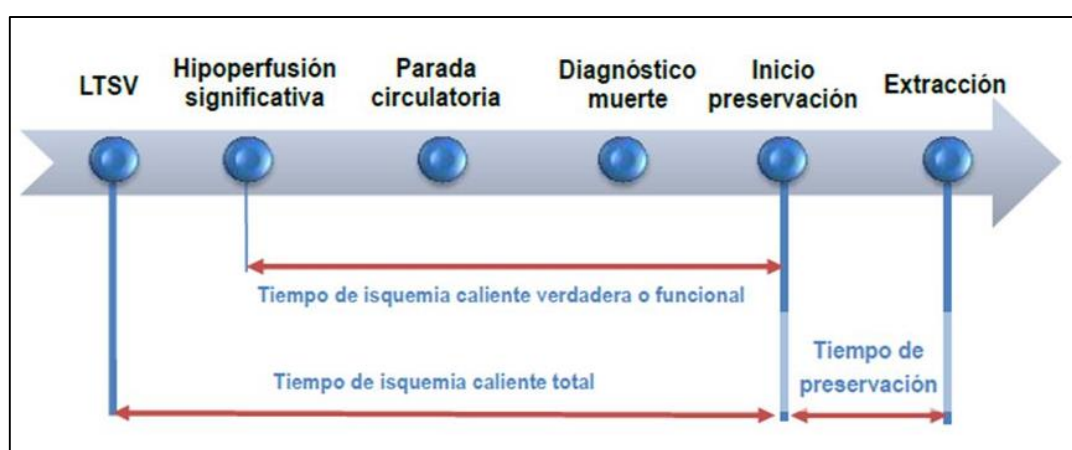 LTSV
Hipoperfusión
significativa
Parada
circulatoria
Diagnóstico
muerte
Inicio
preservación
Extracción
Tiempo de isquemia caliente verdadera o funcional
Tiempo de isquemia caliente total
Tiempo de
preservación